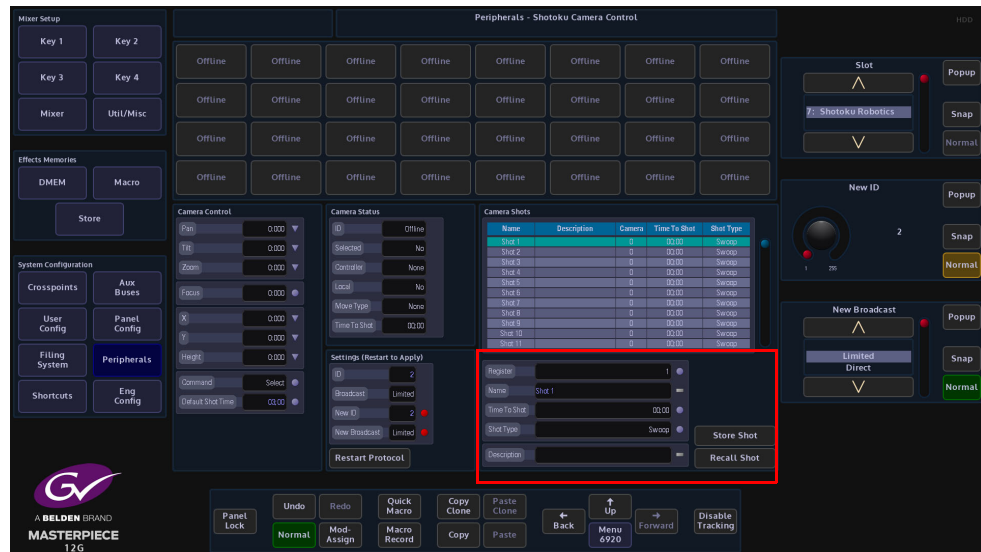 Mixer Setup
Key 1 Key 2
Key 3 Key 4
Mixer Util/Misc
Effects Memories
DMEM Macro
Store
System Configuration
Crosspoints Aux Buses
User Config Panel Config
Filing System Peripherals
Shortcuts Eng Config
GV
A BELDEN BRAND
MASTERPIECE
12G
Peripherals - Shotoku Camera Control
HDD
Offline Offline Offline Offline Offline Offline Offline Offline
Offline Offline Offline Offline Offline Offline Offline Offline
Offline Offline Offline Offline Offline Offline Offline Offline
Offline Offline Offline Offline Offline Offline Offline Offline
Camera Control
Pan 0:000
Tilt 0:000
Zoom 0:000
Focus 0:000
X 0:000
Y 0:000
Height 0:000
Command Select
Default Shot Time 03;00
Camera Status
ID Offline
Selected No
Controller None
Local No
Move Type None
Time To Shot 00;00
Settings (Restart to Apply)
ID 2
Broadcast Limited
New ID 2
New Broadcast Limited
Restart Protocol
Camera Shots
Name Description Camera Time To Shot Shot Type
Shot 1 0 00;00 Swoop
Shot 2 0 00;00 Swoop
Shot 3 0 00;00 Swoop
Shot 4 0 00;00 Swoop
Shot 5 0 00;00 Swoop
Shot 6 0 00;00 Swoop
Shot 7 0 00;00 Swoop
Shot 8 0 00;00 Swoop
Shot 9 0 00;00 Swoop
Shot 10 0 00;00 Swoop
Shot 11 0 00;00 Swoop
Register 1
Name Shot 1
Time To Shot 00;00
Shot Type Swoop
Description
Store Shot
Recall Shot
Slot
7: Shotoku Robotics
Popup
Snap
Normal
New ID
2
1 255
Popup
Snap
Normal
New Broadcast
Limited
Direct
Popup
Snap
Normal
Panel Lock
Undo Redo
Normal Mod-Assign
Quick Macro
Macro Record
Copy Clone
Paste Clone
Copy Paste
Back
Up
Menu 6920
Forward
Disable Tracking